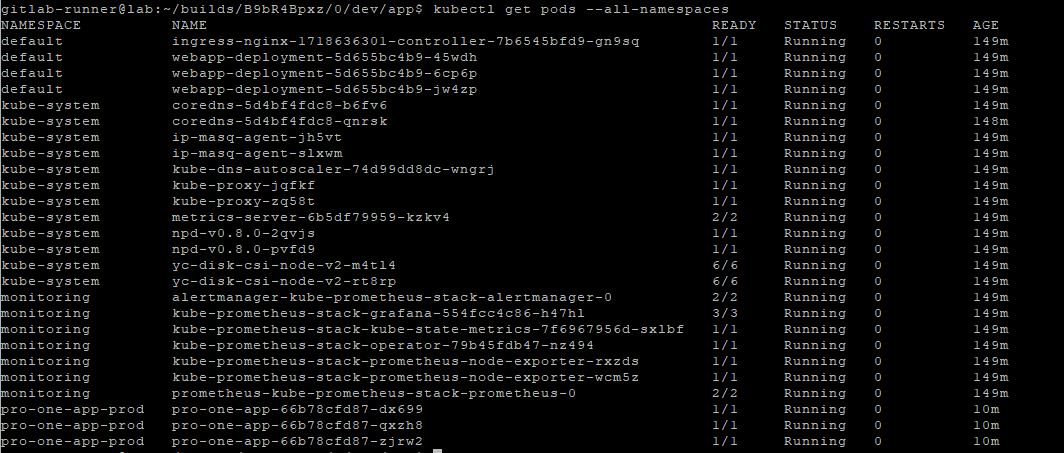 gitlab-runner@lab:~/builds/B9bR4Bpxz/0/dev/app$ kubectl get pods --all-namespaces
NAMESPACE NAME READY STATUS RESTARTS AGE
default ingress-nginx-1718636301-controller-7b6545bfd9-gn9sq 1/1 Running 0 149m
default webapp-deployment-5d655bc4b9-45wdh 1/1 Running 0 149m
default webapp-deployment-5d655bc4b9-6cp6p 1/1 Running 0 149m
default webapp-deployment-5d655bc4b9-jw4zp 1/1 Running 0 149m
kube-system coredns-5d4bf4fdc8-b6fv6 1/1 Running 0 149m
kube-system coredns-5d4bf4fdc8-qnrsk 1/1 Running 0 148m
kube-system ip-masq-agent-jh5vt 1/1 Running 0 149m
kube-system ip-masq-agent-slxwm 1/1 Running 0 149m
kube-system kube-dns-autoscaler-74d99dd8dc-wngrj 1/1 Running 0 149m
kube-system kube-proxy-jqfkf 1/1 Running 0 149m
kube-system kube-proxy-zq58t 1/1 Running 0 149m
kube-system metrics-server-6b5df79959-kzkv4 2/2 Running 0 149m
kube-system npd-v0.8.0-2qvjs 1/1 Running 0 149m
kube-system npd-v0.8.0-pvfd9 1/1 Running 0 149m
kube-system yc-disk-csi-node-v2-m4tl4 6/6 Running 0 149m
kube-system yc-disk-csi-node-v2-rt8rp 6/6 Running 0 149m
monitoring alertmanager-kube-prometheus-stack-alertmanager-0 2/2 Running 0 149m
monitoring kube-prometheus-stack-grafana-554fcc4c86-h47hl 3/3 Running 0 149m
monitoring kube-prometheus-stack-kube-state-metrics-7f6967956d-sxlbf 1/1 Running 0 149m
monitoring kube-prometheus-stack-operator-79b45fdb47-nz494 1/1 Running 0 149m
monitoring kube-prometheus-stack-prometheus-node-exporter-rxzds 1/1 Running 0 149m
monitoring kube-prometheus-stack-prometheus-node-exporter-wcm5z 1/1 Running 0 149m
monitoring prometheus-kube-prometheus-stack-prometheus-0 2/2 Running 0 149m
pro-one-app-prod pro-one-app-66b78cfd87-dx699 1/1 Running 0 10m
pro-one-app-prod pro-one-app-66b78cfd87-qxzh8 1/1 Running 0 10m
pro-one-app-prod pro-one-app-66b78cfd87-zjrw2 1/1 Running 0 10m